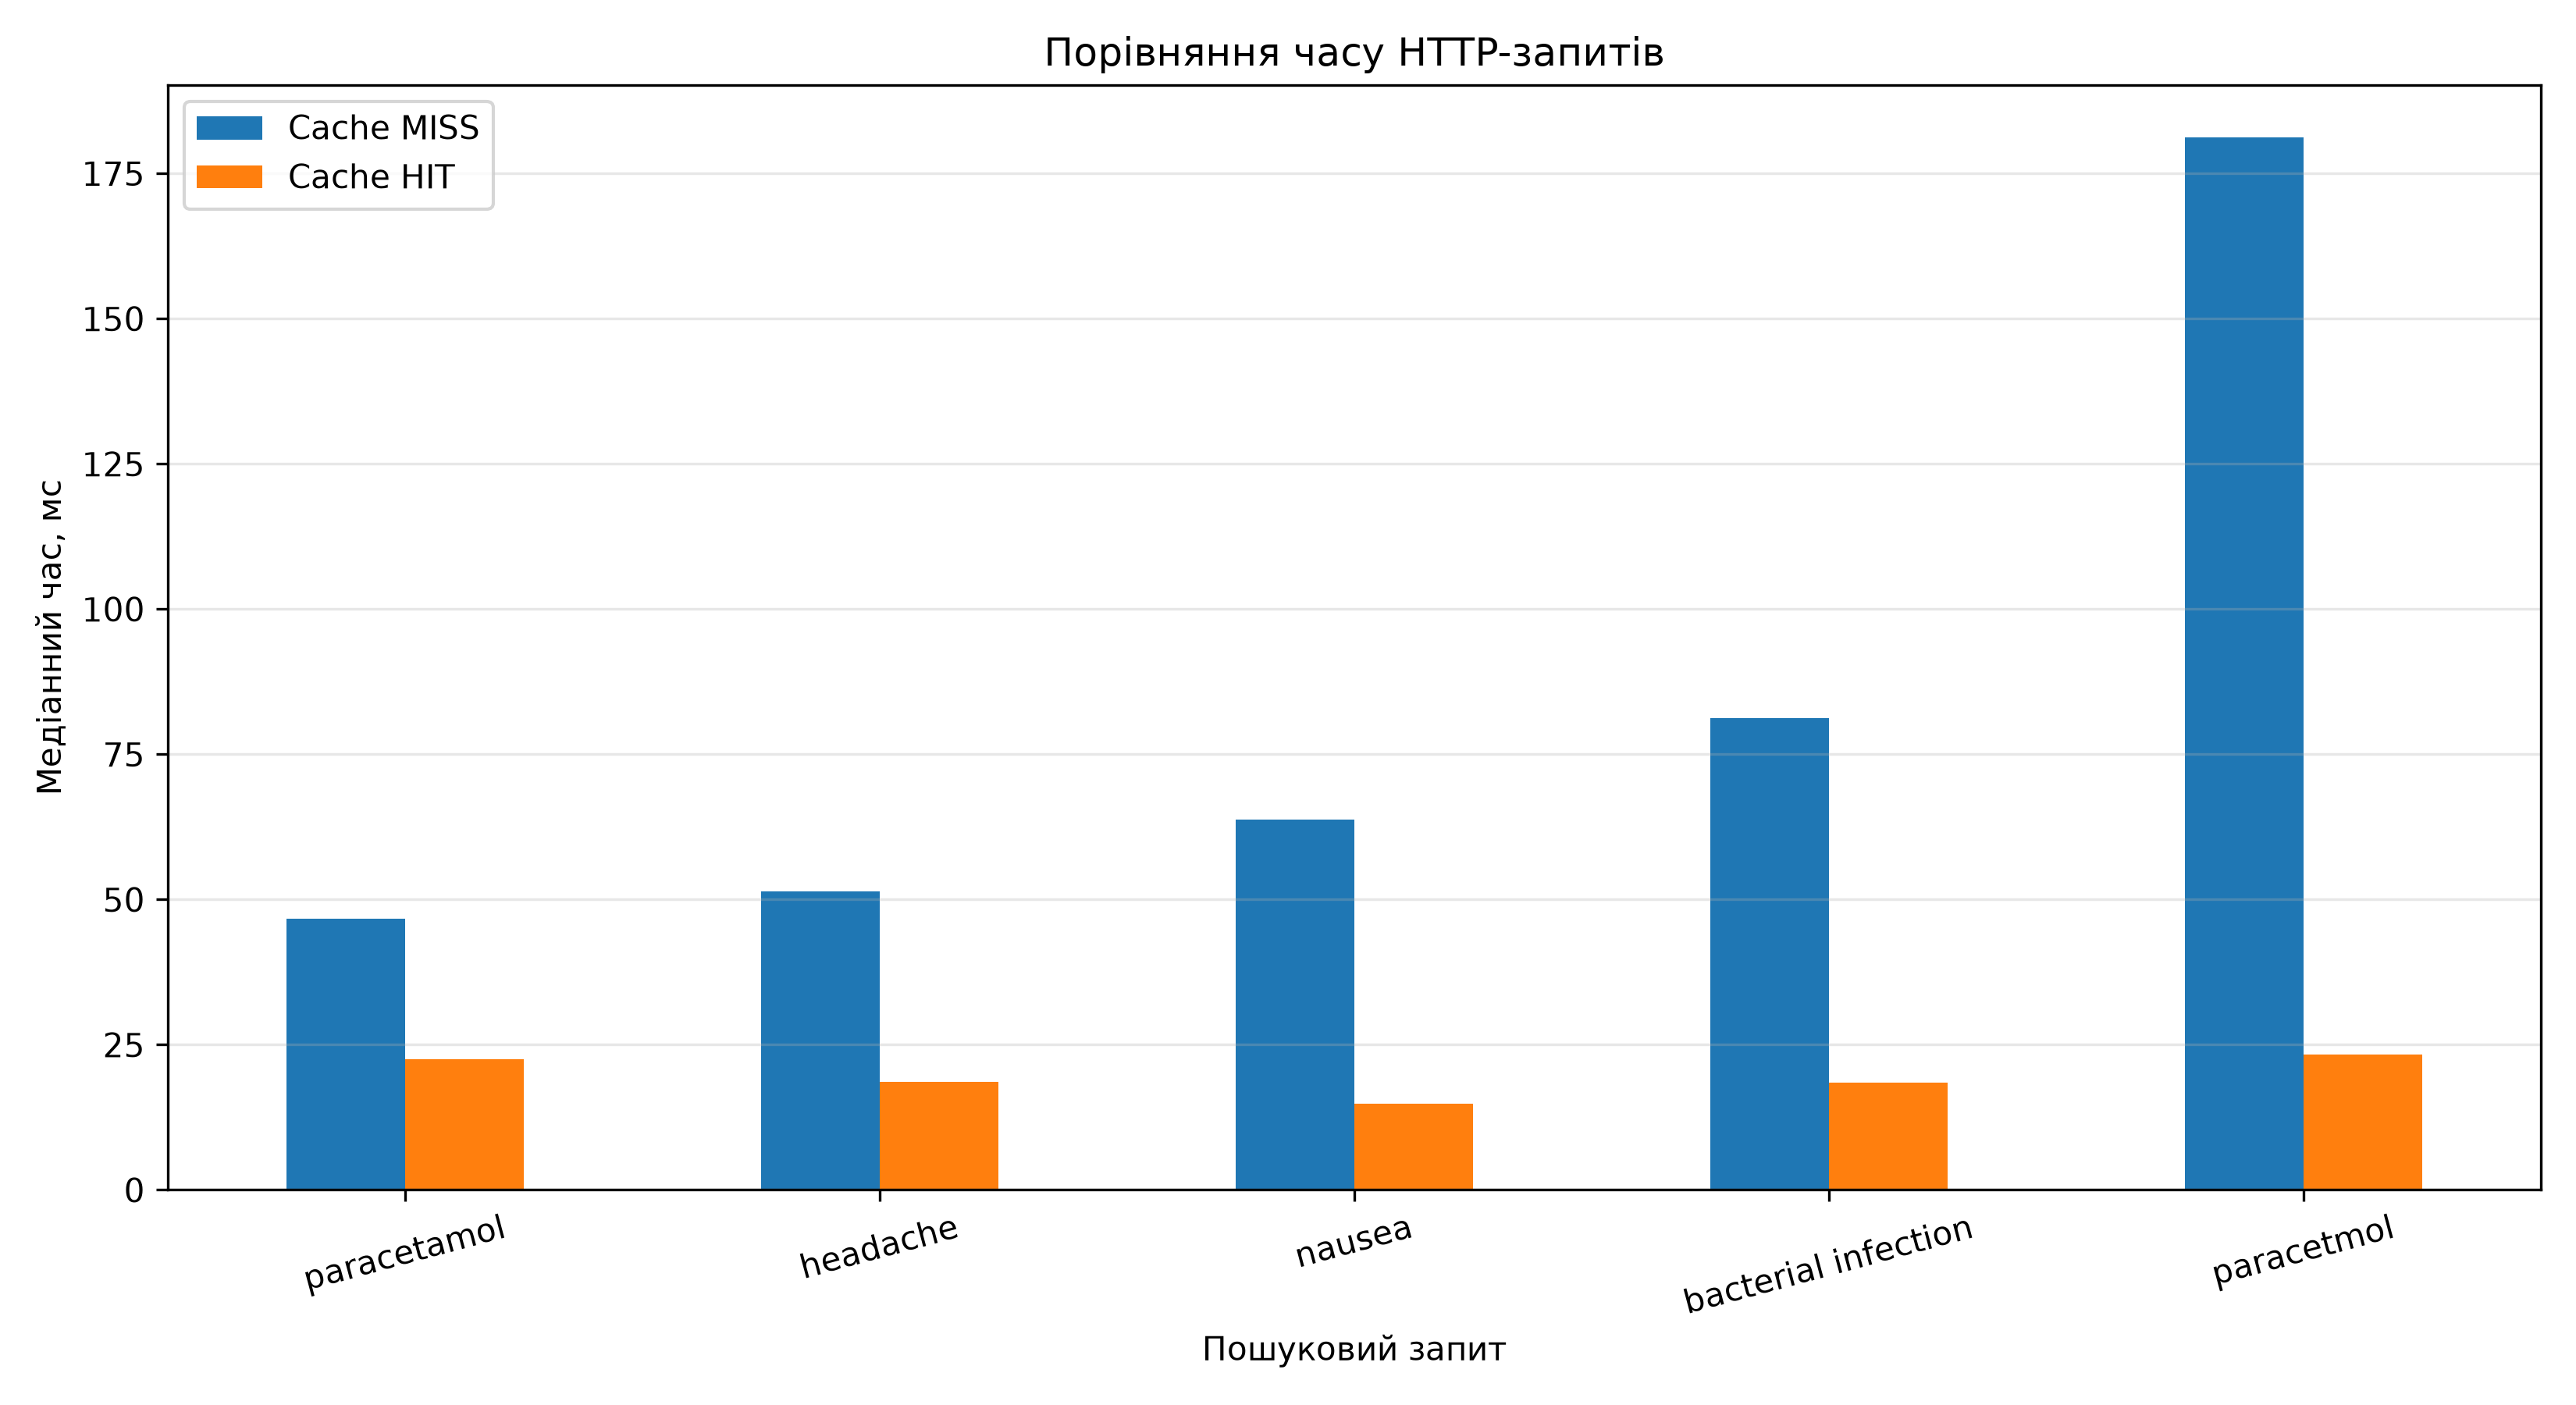 Порівняння часу HTTP-запитів
Cache MISS
Cache HIT
Медіанний час, мс
175
150
125
100
75
50
25
0
paracetamol
headache
nausea
bacterial infection
paracetmol
Пошуковий запит